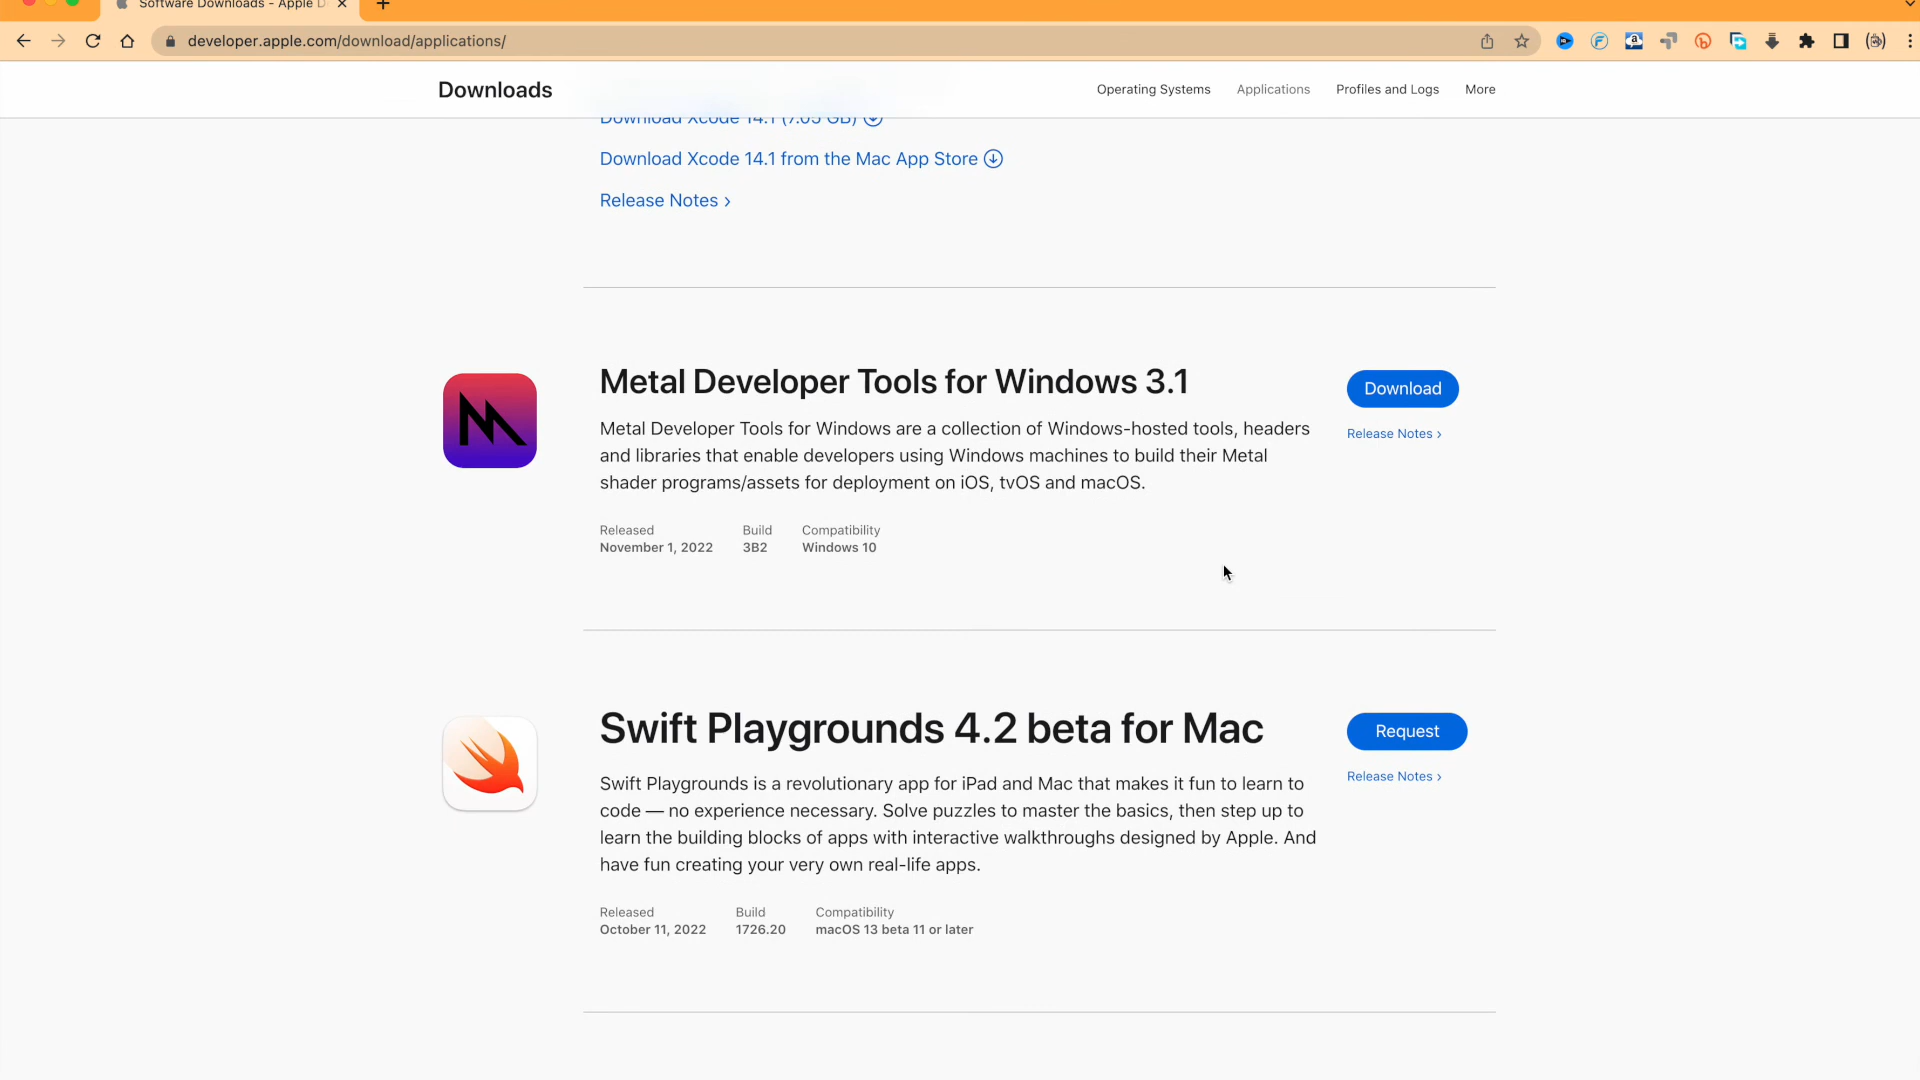 Software Downloads - Apple D
developer.apple.com/download/applications/
Downloads
Operating Systems
Applications
Profiles and Logs
More
Download Xcode 14.1 (7.05 GB)
Download Xcode 14.1 from the Mac App Store
Release Notes ›
Metal Developer Tools for Windows 3.1
Download
Metal Developer Tools for Windows are a collection of Windows-hosted tools, headers
and libraries that enable developers using Windows machines to build their Metal
shader programs/assets for deployment on iOS, tvOS and macOS.
Release Notes ›
Released Build Compatibility
November 1, 2022 3B2 Windows 10
Swift Playgrounds 4.2 beta for Mac
Request
Release Notes ›
Swift Playgrounds is a revolutionary app for iPad and Mac that makes it fun to learn to
code — no experience necessary. Solve puzzles to master the basics, then step up to
learn the building blocks of apps with interactive walkthroughs designed by Apple. And
have fun creating your very own real-life apps.
Released Build Compatibility
October 11, 2022 1726.20 macOS 13 beta 11 or later